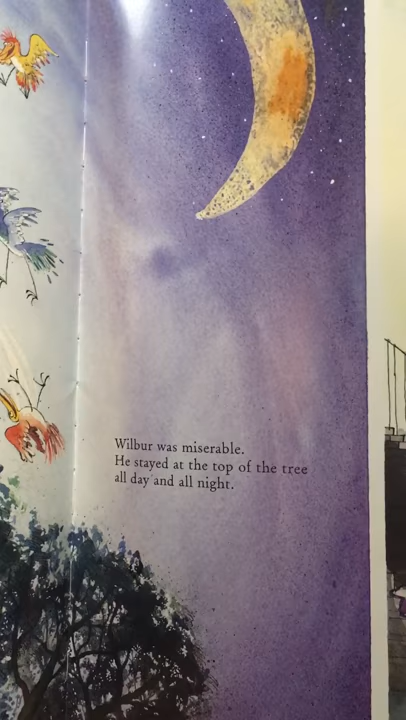 Wilbur was miserable.
He stayed at the top of the tree
all day and all night.